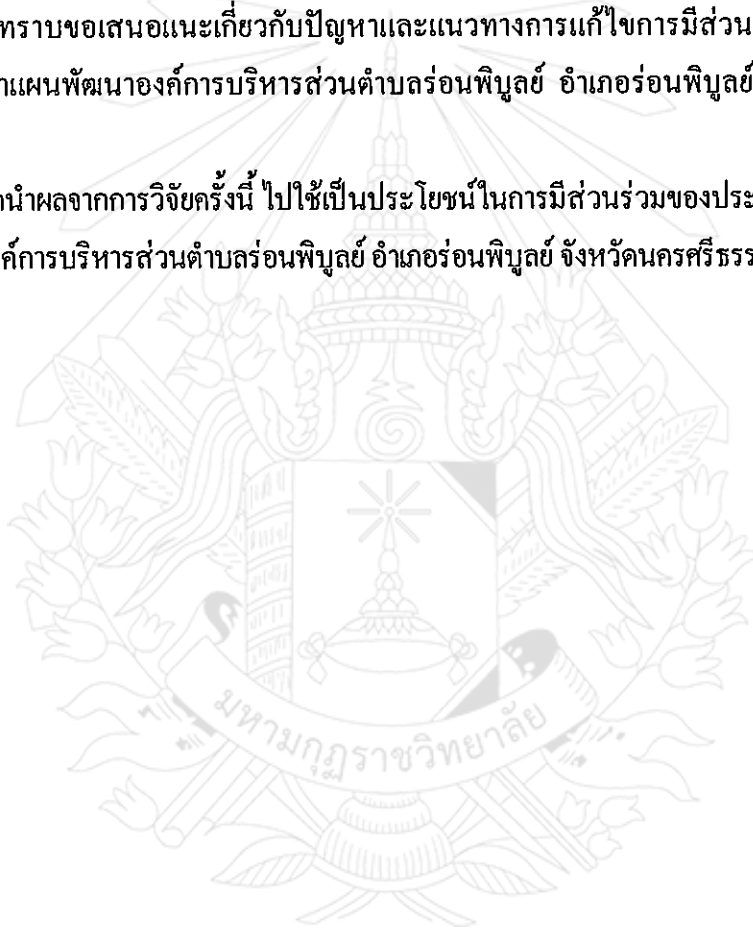 ทราบขอเสนอแนะเกี่ยวกับปัญหาและแนวทางการแก้ไขการมีส่วน
าแผนพัฒนาองค์การบริหารส่วนตำบลร่อนพิบูลย์ อำเภอร่อนพิบูลย์
านำผลจากการวิจัยครั้งนี้ ไปใช้เป็นประโยชน์ในการมีส่วนร่วมของประ
ค์การบริหารส่วนตำบลร่อนพิบูลย์ อำเภอร่อนพิบูลย์ จังหวัดนครศรีธรร
มหามกุฏราชวิทยาลัย